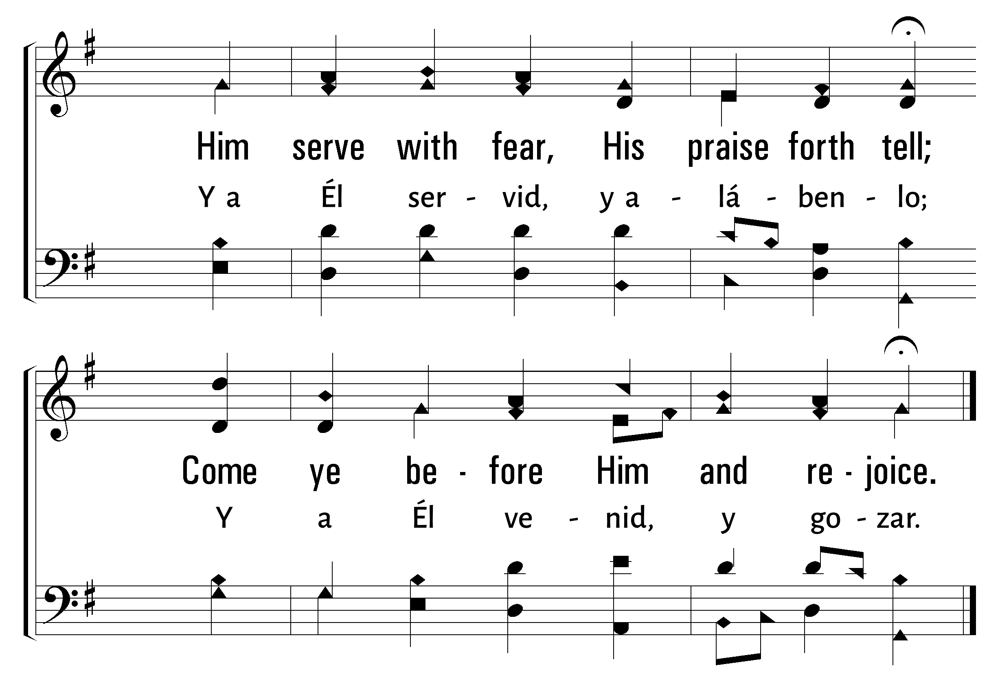 Him serve with fear, His praise forth tell;
Y a Él ser - vid, y a - lá - ben - lo;
Come ye be - fore Him and re - joice.
Y a Él ve - nid, y go - zar.